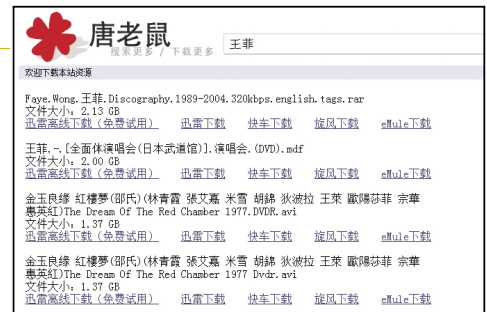 唐老鼠
搜索更多 / 下载更多
王菲
欢迎下载本站资源
Faye.Wong.王菲.Discography.1989-2004.320kbps.english.tags.rar
文件大小: 2.13 GB
迅雷高线下载(免费试用) 迅雷下载 快车下载 旋风下载 eMule下载
王菲.-.[全面体演唱会(日本武道馆)].演唱会.(DVD).mdf
文件大小: 2.00 GB
迅雷高线下载(免费试用) 迅雷下载 快车下载 旋风下载 eMule下载
金玉良缘 红樓夢(邵氏)(林青霞 張艾嘉 米雪 胡錦 狄波拉 王萊 歐陽莎菲 宗華
惠英紅)The Dream Of The Red Chamber 1977.DVDR.avi
文件大小: 1.37 GB
迅雷高线下载(免费试用) 迅雷下载 快车下载 旋风下载 eMule下载
金玉良缘 红樓夢(邵氏)(林青霞 張艾嘉 米雪 胡錦 狄波拉 王萊 歐陽莎菲 宗華
惠英紅)The Dream Of The Red Chamber 1977 Dvdr.avi
文件大小: 1.37 GB
迅雷高线下载(免费试用) 迅雷下载 快车下载 旋风下载 eMule下载